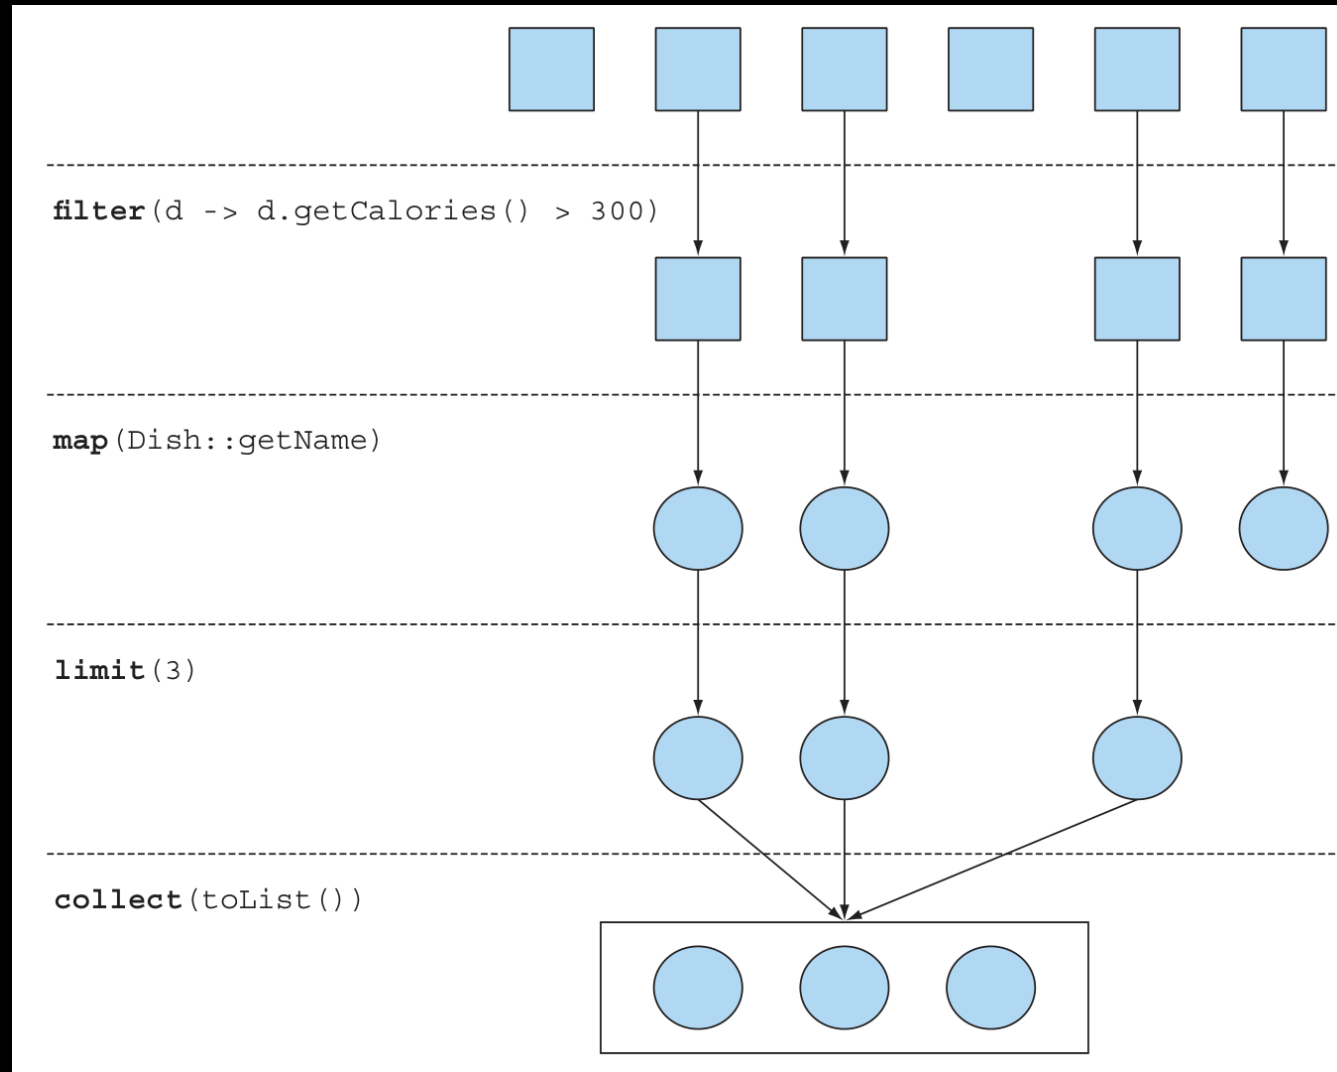 filter(d -> d.getCalories() > 300)
map(Dish::getName)
limit(3)
collect(toList())